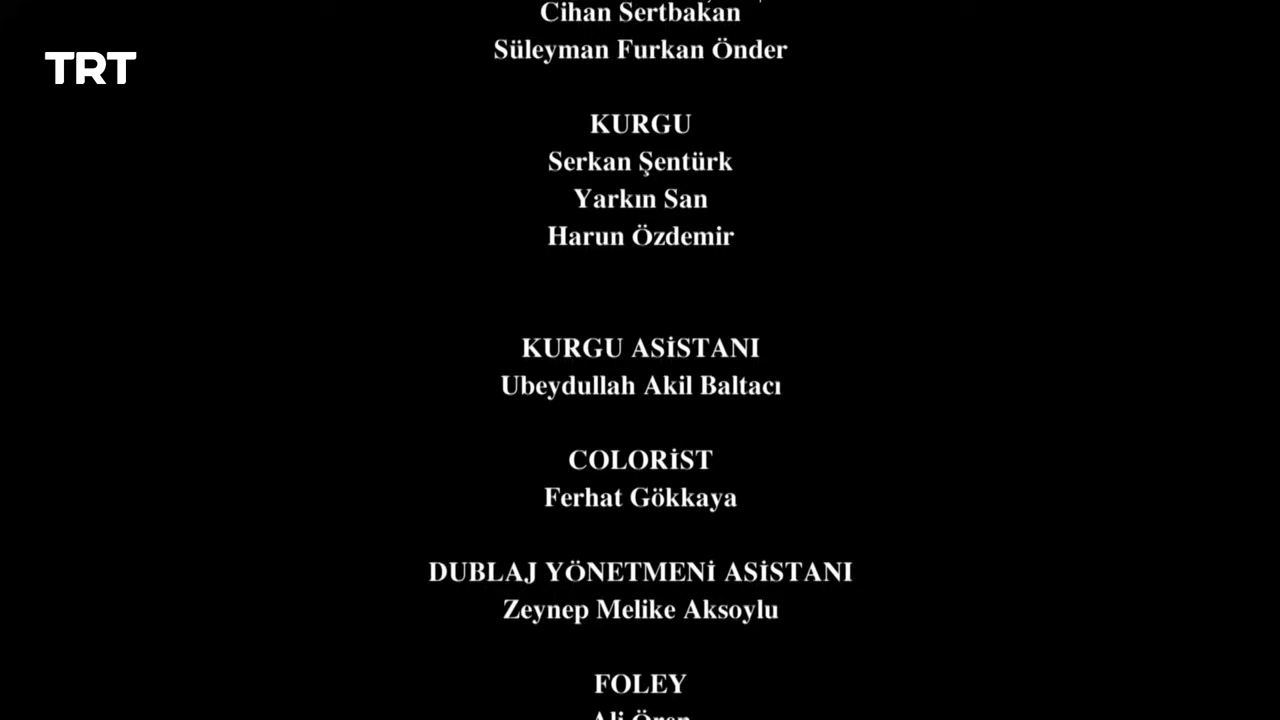 Cihan Sertbakan
TRT
Süleyman Furkan Önder
KURGU
Serkan Şentürk
Yarkın San
Harun Özdemir
KURGU ASİSTANI
Ubeydullah Akil Baltacı
COLORİST
Ferhat Gökkaya
DUBLAJ YÖNETMENİ ASİSTANI
Zeynep Melike Aksoylu
FOLEY
Ali